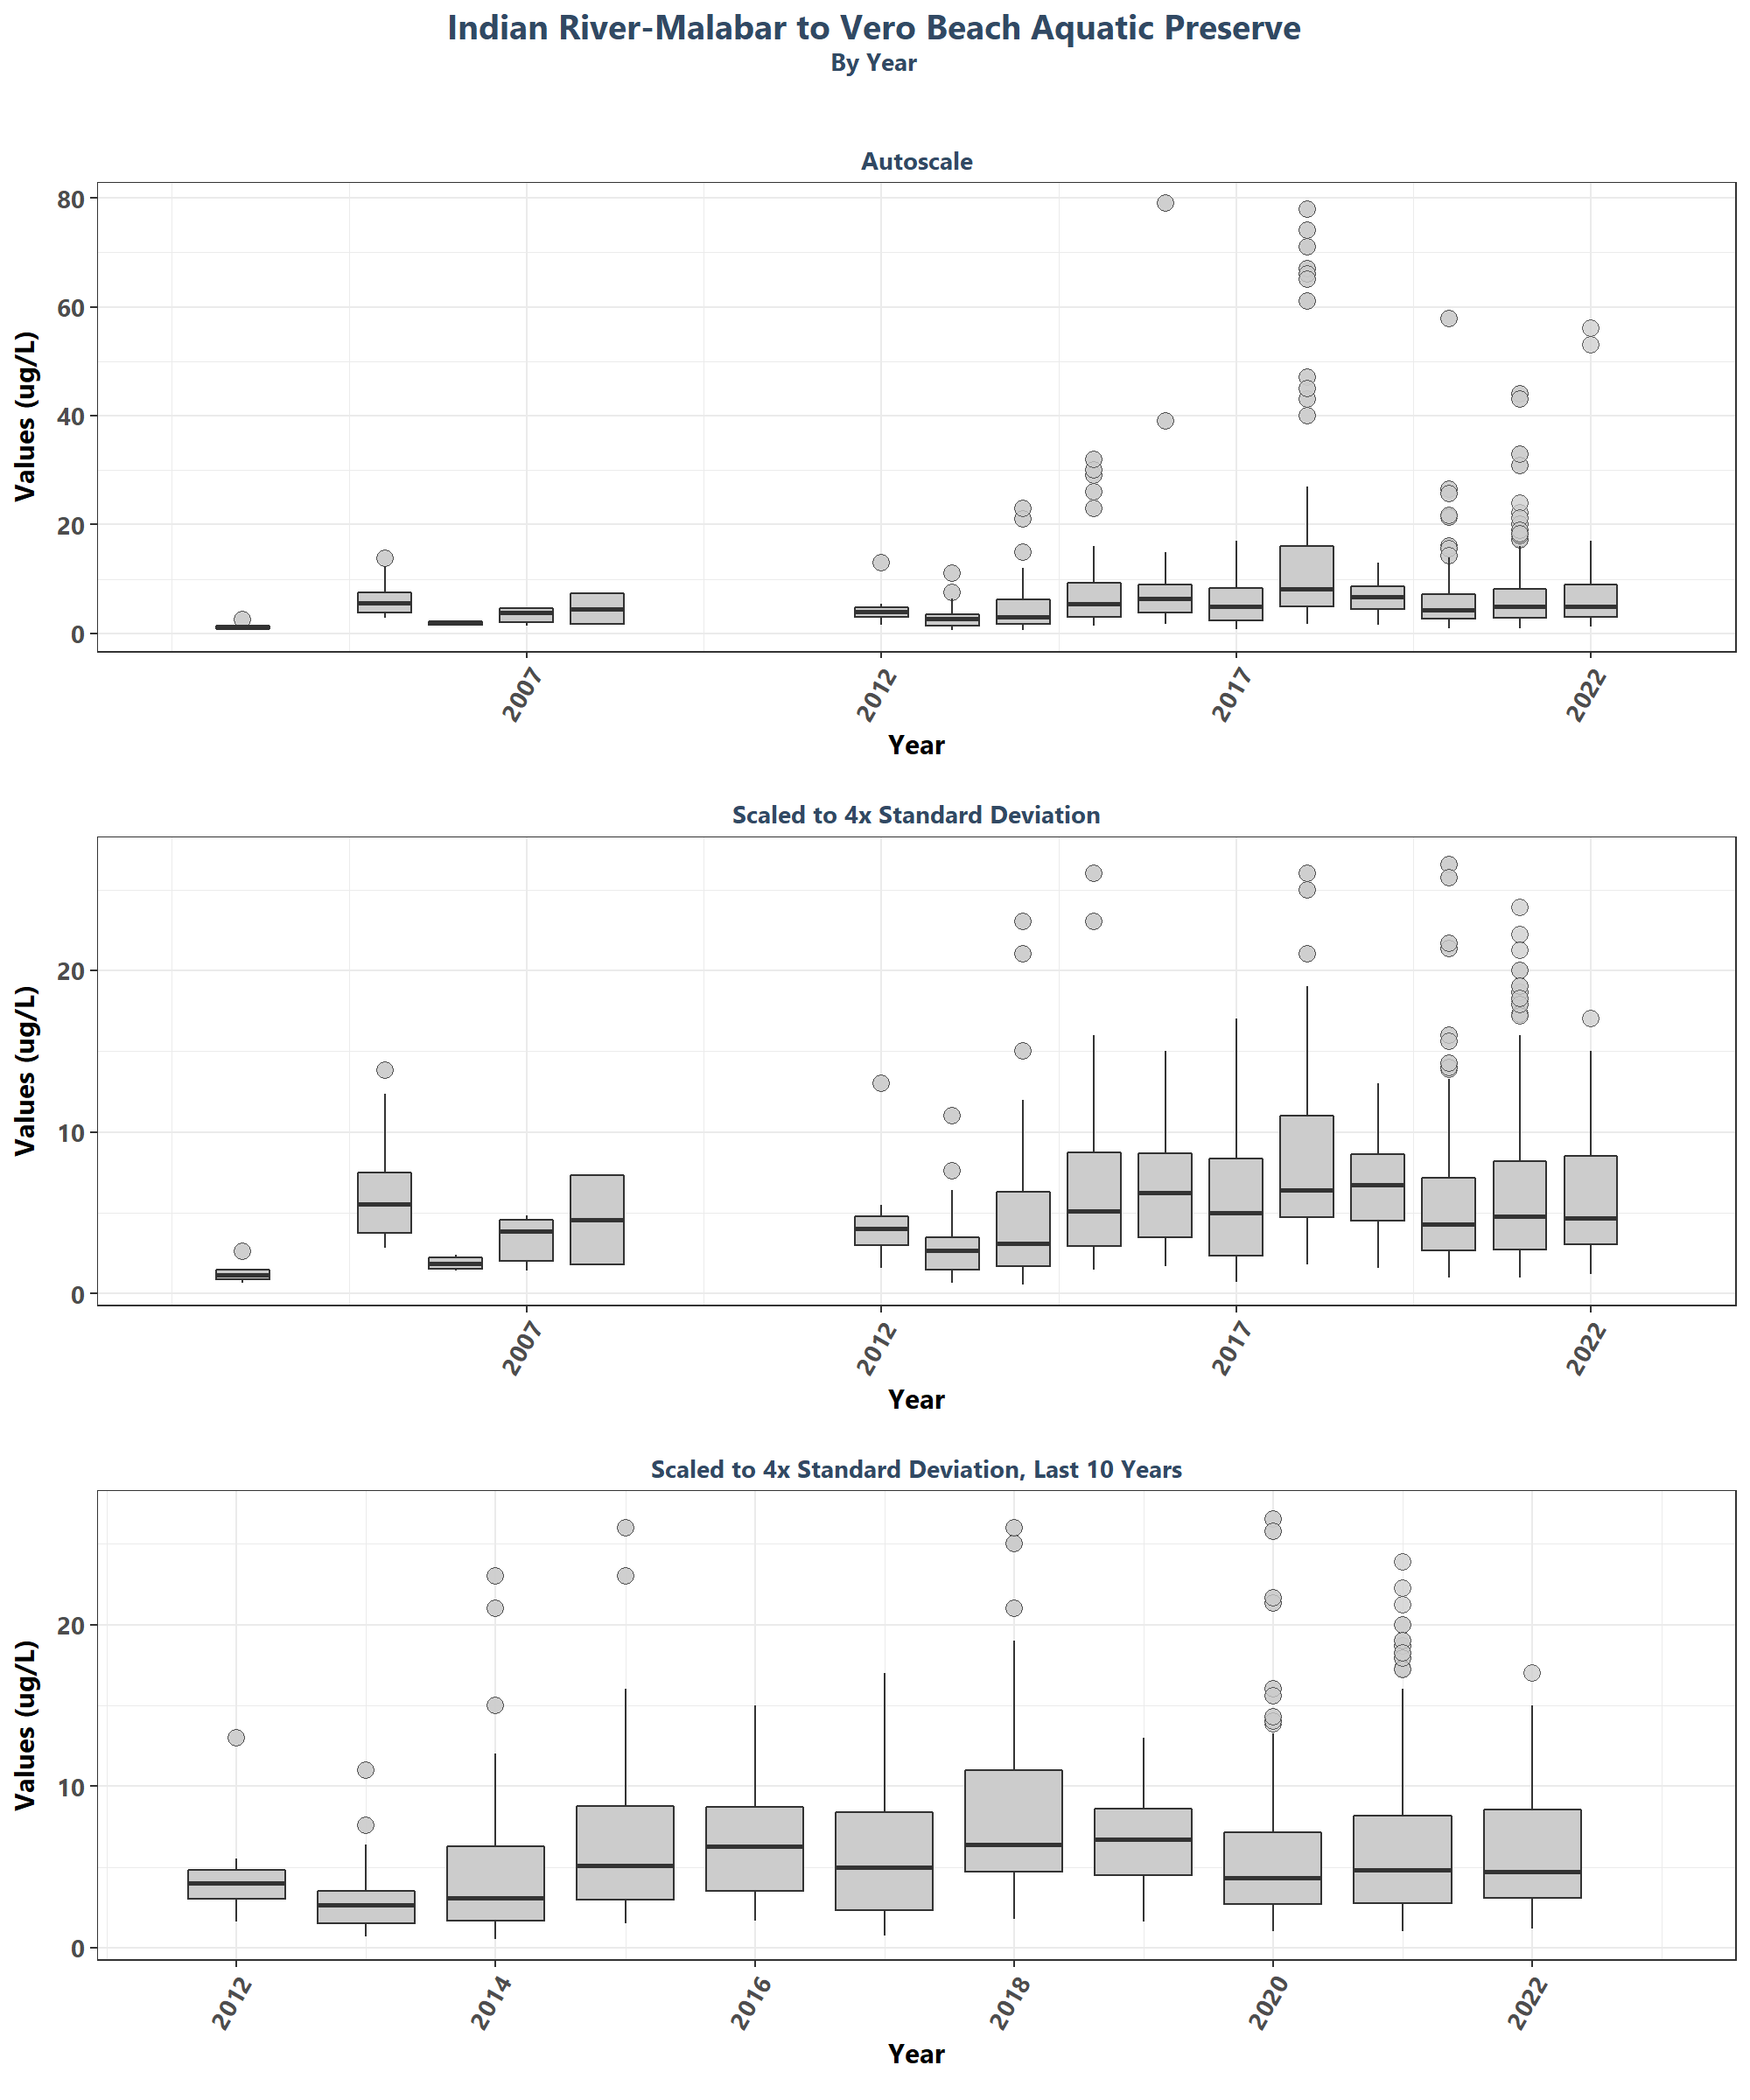 Indian River-Malabar to Vero Beach Aquatic Preserve
By Year
Autoscale
Values (ug/L)
80
60
40
20
0
2007
2012
2017
2022
Year
Scaled to 4x Standard Deviation
Values (ug/L)
20
10
0
2007
2012
2017
2022
Year
Scaled to 4x Standard Deviation, Last 10 Years
Values (ug/L)
20
10
0
2012
2014
2016
2018
2020
2022
Year